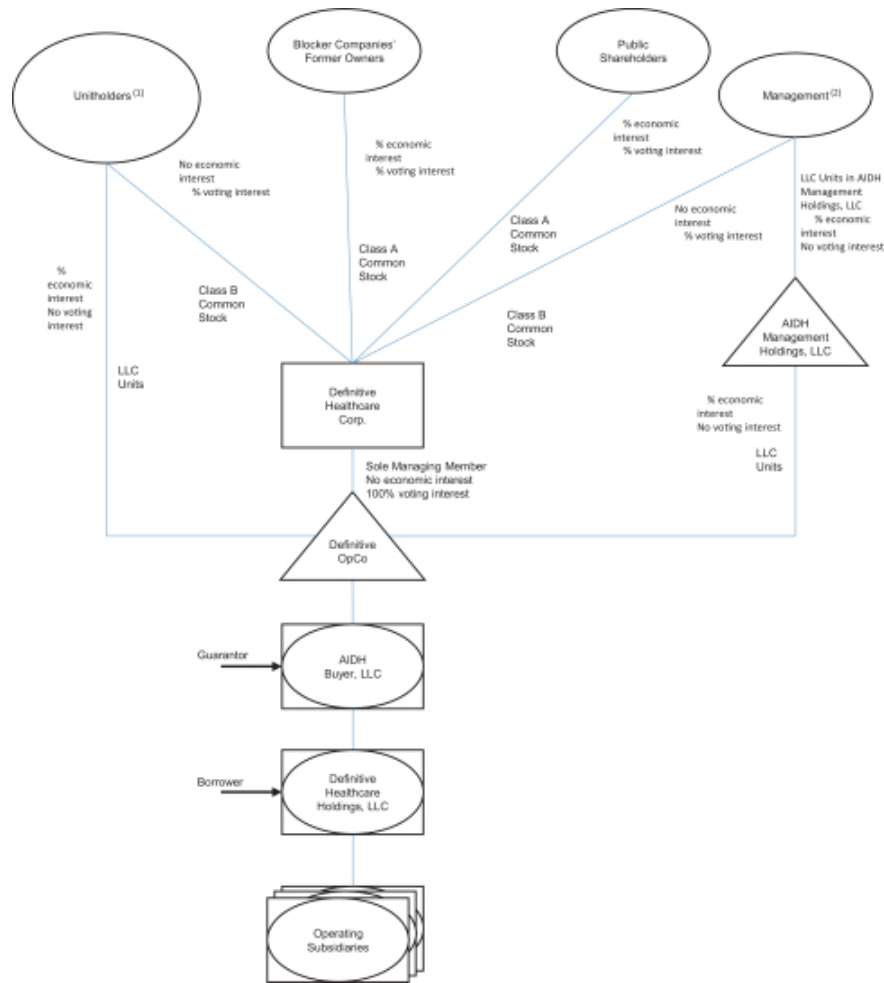 Blocker Companies'
Former Owners
Public
Shareholders
Unitholders(1)
Management(2)
% economic
interest
% voting interest
% economic
interest
% voting interest
No economic
interest
% voting interest
LLC Units in AIDH
Management
Holdings, LLC
% economic
interest
No voting interest
No economic
interest
% voting interest
Class A
Common
Stock
Class A
Common
Stock
%
economic
interest
No voting
interest
Class B
Common
Stock
Class B
Common
Stock
AIDH
Management
Holdings, LLC
LLC
Units
Definitive
Healthcare
Corp.
% economic
interest
No voting interest
LLC
Units
Sole Managing Member
No economic interest
100% voting interest
Definitive
OpCo
Guarantor
AIDH
Buyer, LLC
Borrower
Definitive
Healthcare
Holdings, LLC
Operating
Subsidiaries